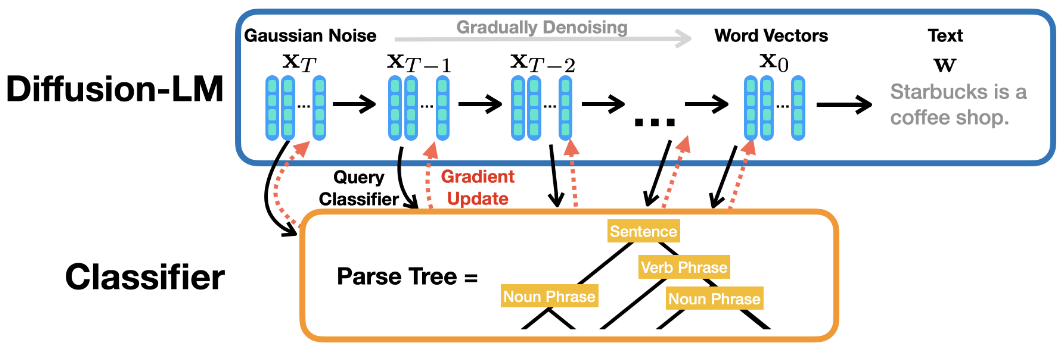 Diffusion-LM
Gaussian Noise
Gradually Denoising
Word Vectors
Text
x_T
x_{T−1}
x_{T−2}
x_0
w
...
...
...
...
...
Starbucks is a
coffee shop.
Query
Classifier
Gradient
Update
Classifier
Parse Tree =
Sentence
Verb Phrase
Noun Phrase
Noun Phrase